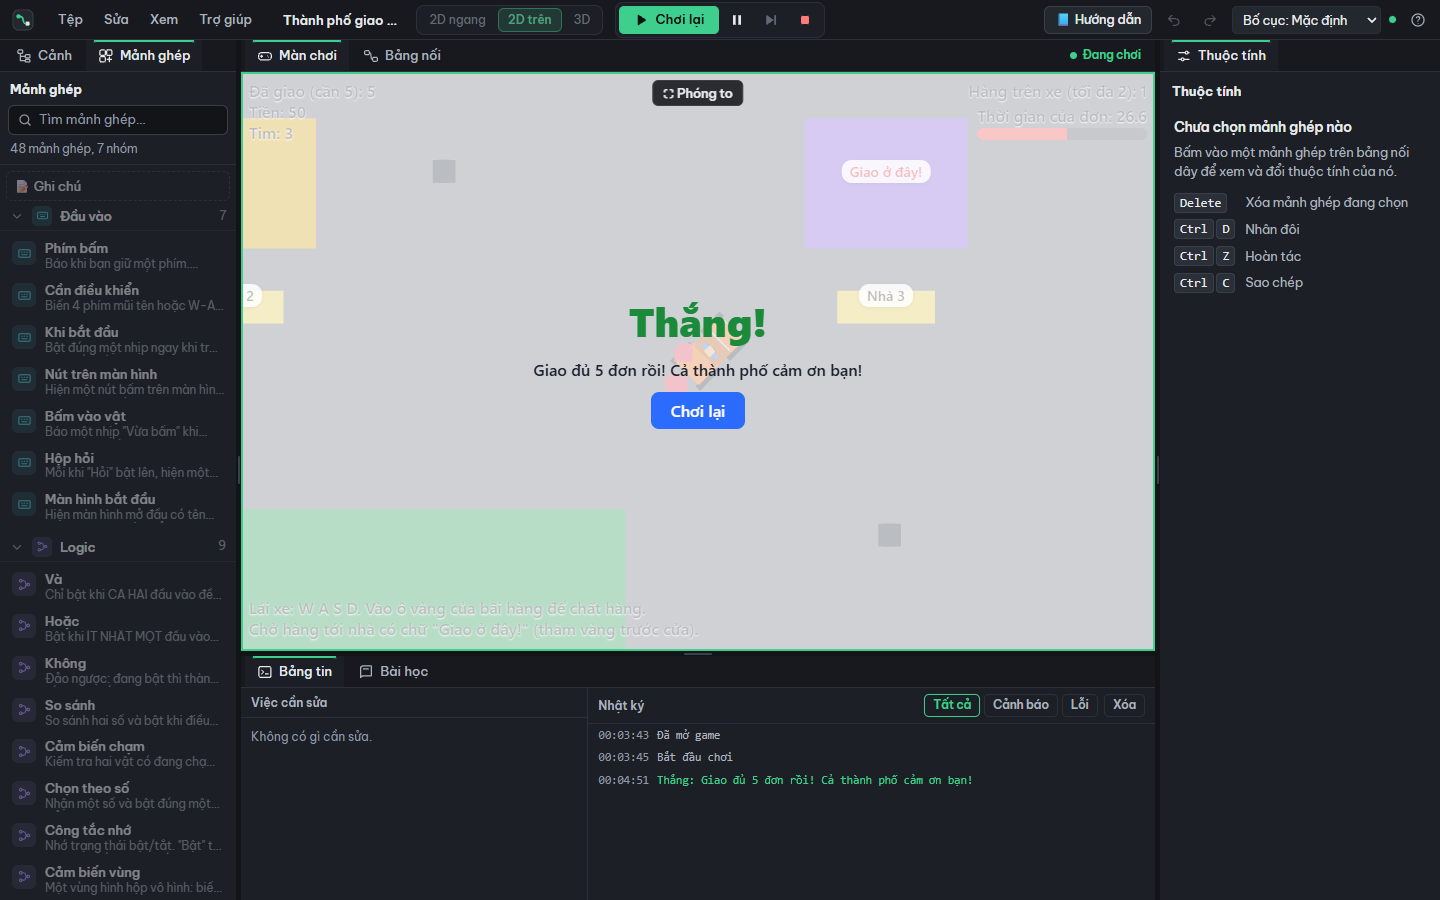 Tệp
Sửa
Xem
Trợ giúp
Thành phố giao ...
2D ngang
2D trên
3D
Chơi lại
Hướng dẫn
Bố cục: Mặc định
Cảnh
Mảnh ghép
Màn chơi
Bảng nối
Đang chơi
Thuộc tính
Mảnh ghép
Tìm mảnh ghép...
48 mảnh ghép, 7 nhóm
Ghi chú
Đầu vào 7
Phím bấm
Báo khi bạn giữ một phím....
Cần điều khiển
Biến 4 phím mũi tên hoặc W-A...
Khi bắt đầu
Bật đúng một nhịp ngay khi tr...
Nút trên màn hình
Hiện một nút bấm trên màn hìn...
Bấm vào vật
Báo một nhịp "Vừa bấm" khi...
Hộp hỏi
Mỗi khi "Hỏi" bật lên, hiện một...
Màn hình bắt đầu
Hiện màn hình mở đầu có tên...
Logic 9
Và
Chỉ bật khi CẢ HAI đầu vào đề...
Hoặc
Bật khi ÍT NHẤT MỘT đầu vào...
Không
Đảo ngược: đang bật thì thàn...
So sánh
So sánh hai số và bật khi điều...
Cảm biến chạm
Kiểm tra hai vật có đang chạ...
Chọn theo số
Nhận một số và bật đúng một...
Công tắc nhớ
Nhớ trạng thái bật/tắt. "Bật" t...
Cảm biến vùng
Một vùng hình hộp vô hình: biế...
Đã giao (cần 5): 5
Tiền: 50
Tim: 3
Phóng to
Hàng trên xe (tối đa 2): 1
Thời gian của đơn: 26.6
Giao ở đây!
2
Nhà 3
Thắng!
Giao đủ 5 đơn rồi! Cả thành phố cảm ơn bạn!
Chơi lại
Lái xe: W A S D. Vào ô vàng của bãi hàng để chất hàng.
Chở hàng tới nhà có chữ "Giao ở đây!" (thảm vàng trước cửa).
Bảng tin
Bài học
Việc cần sửa
Không có gì cần sửa.
Nhật ký
Tất cả
Cảnh báo
Lỗi
Xóa
00:03:43 Đã mở game
00:03:45 Bắt đầu chơi
00:04:51 Thắng: Giao đủ 5 đơn rồi! Cả thành phố cảm ơn bạn!
Thuộc tính
Chưa chọn mảnh ghép nào
Bấm vào một mảnh ghép trên bảng nối
dây để xem và đổi thuộc tính của nó.
Delete Xóa mảnh ghép đang chọn
Ctrl D Nhân đôi
Ctrl Z Hoàn tác
Ctrl C Sao chép